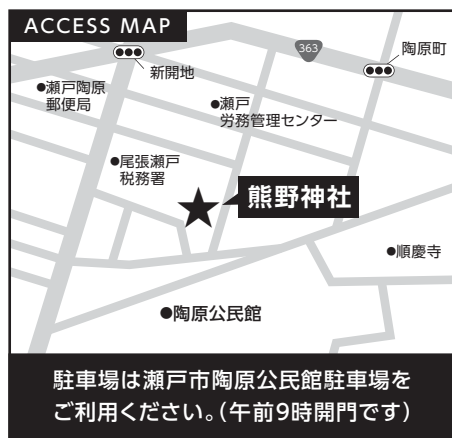 ACCESS MAP
363
陶原町
新開地
●瀬戸陶原
郵便局
●瀬戸
労務管理センター
●尾張瀬戸
税務署
熊野神社
●順慶寺
●陶原公民館
駐車場は瀬戸市陶原公民館駐車場を
ご利用ください。(午前9時開門です)